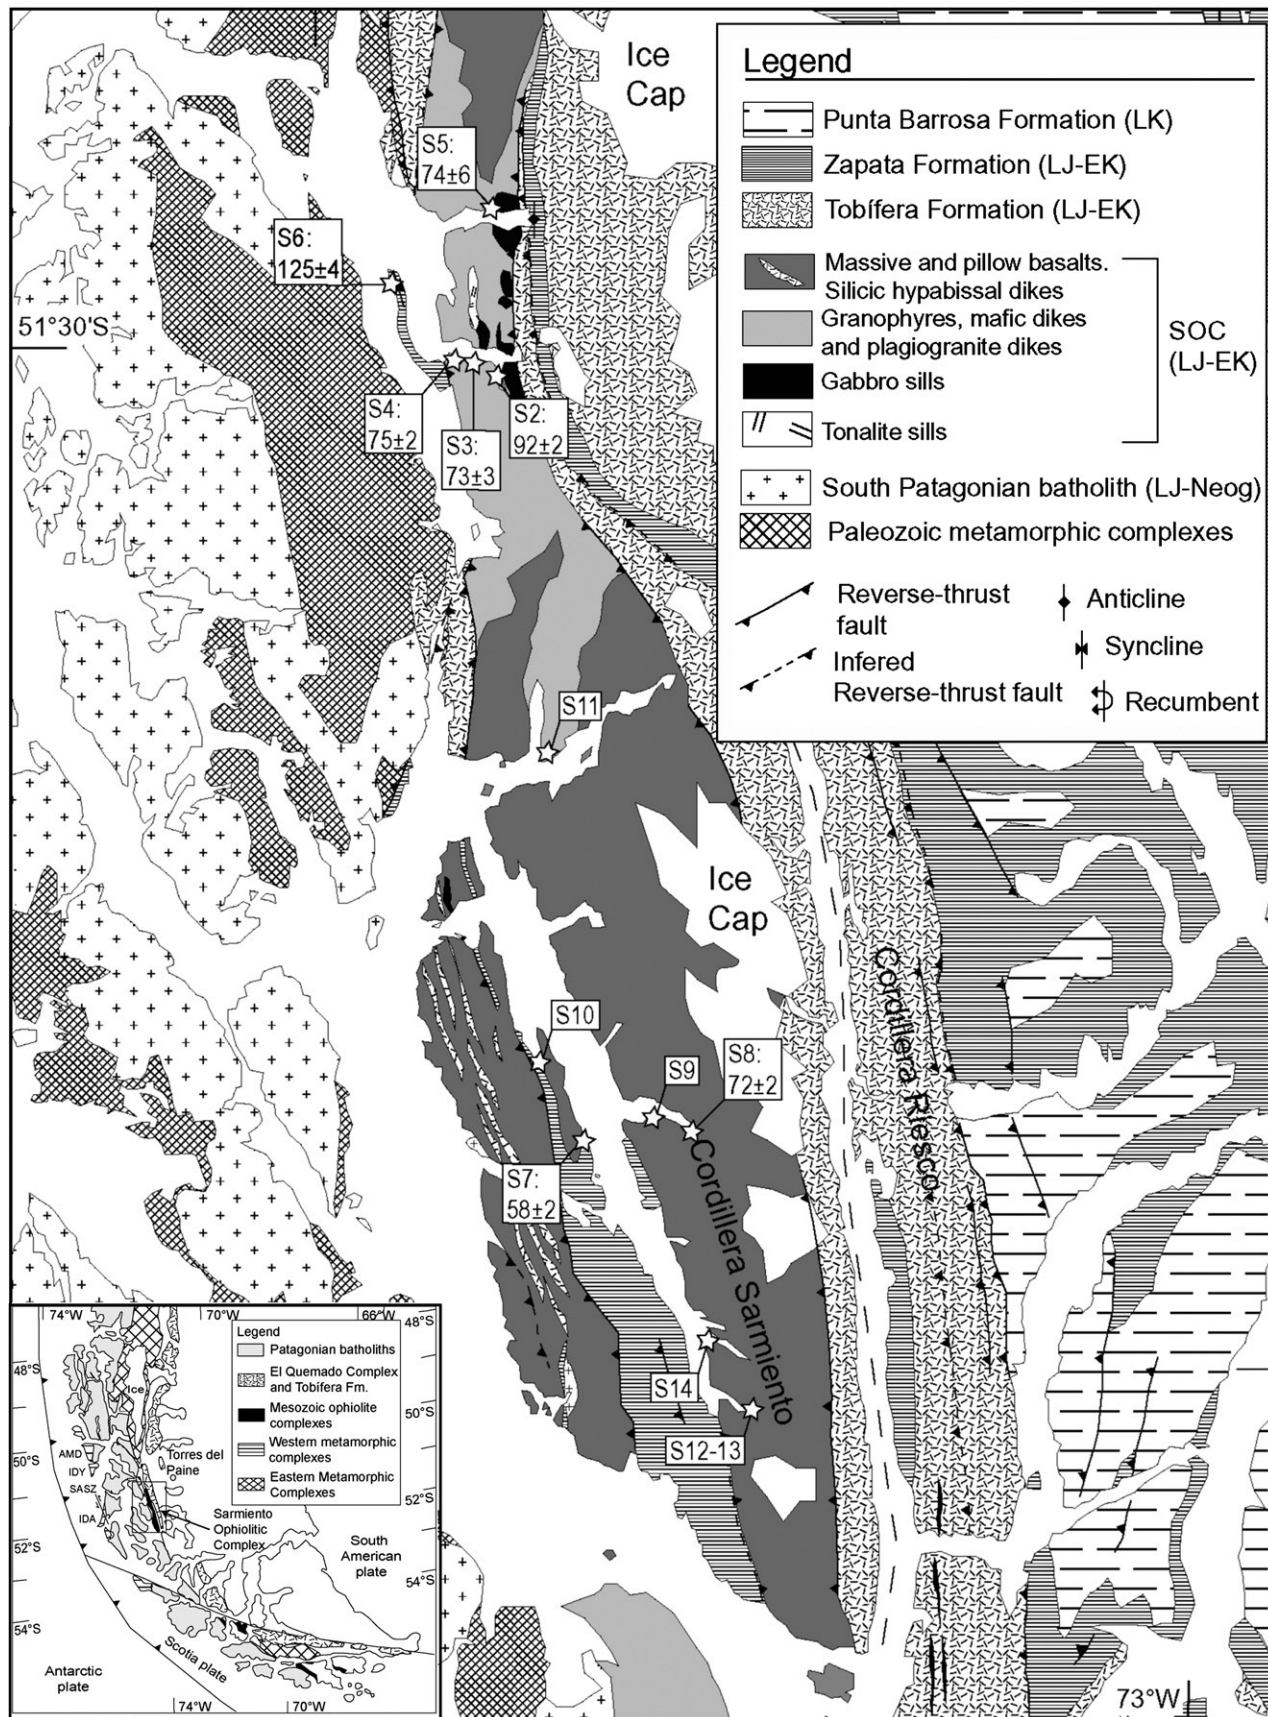 Ice
Cap
Legend
Punta Barrosa Formation (LK)
Zapata Formation (LJ-EK)
Tobífera Formation (LJ-EK)
Massive and pillow basalts.
Silicic hypabissal dikes
Granophyres, mafic dikes
and plagiogranite dikes
Gabbro sills
Tonalite sills
SOC
(LJ-EK)
South Patagonian batholith (LJ-Neog)
Paleozoic metamorphic complexes
Reverse-thrust
fault
Infered
Reverse-thrust fault
Anticline
Syncline
Recumbent
S5:
74±6
S6:
125±4
51°30'S
S4:
75±2
S3:
73±3
S2:
92±2
S11
Ice
Cap
Cordillera Riesco
S10
S9
S8:
72±2
S7:
58±2
Cordillera Sarmiento
S14
S12-13
73°W
74°W
70°W
66°W
48°S
48°S
50°S
50°S
52°S
52°S
54°S
54°S
74°W
70°W
Legend
Patagonian batholiths
El Quemado Complex
and Tobífera Fm.
Mesozoic ophiolite
complexes
Western metamorphic
complexes
Eastern Metamorphic
Complexes
Ice
AMD
IDY
SASZ
IDA
Torres del
Paine
Sarmiento
Ophiolitic
Complex
South
American
plate
Scotia plate
Antarctic
plate